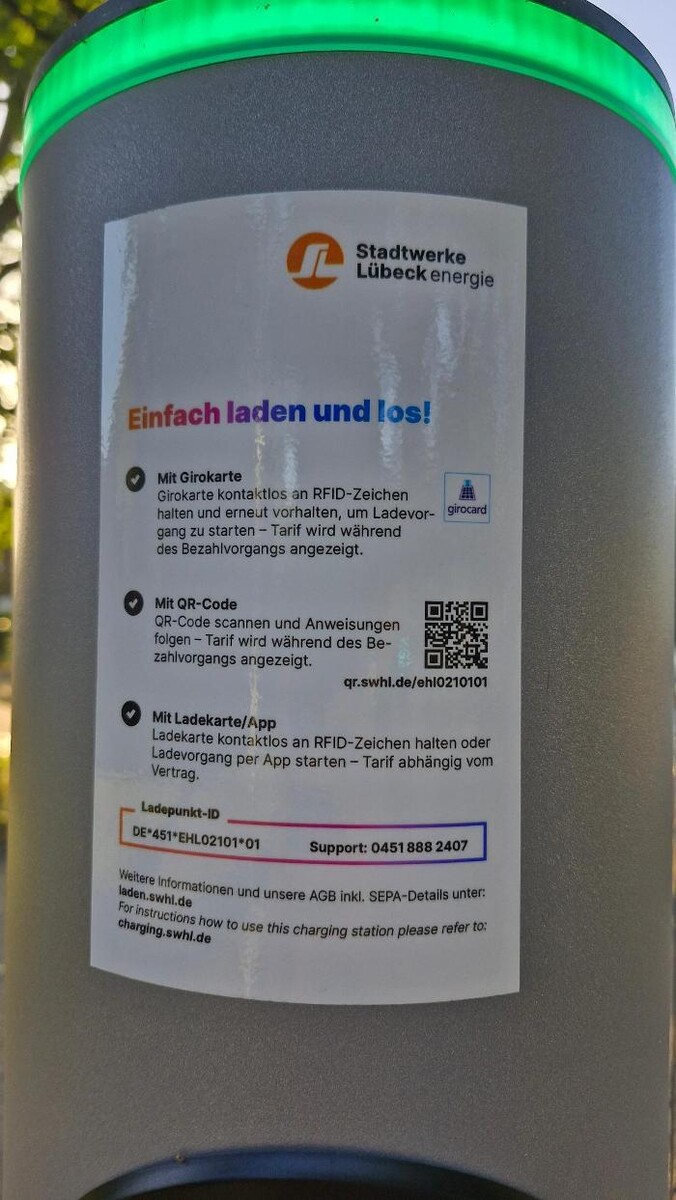 Stadtwerke
Lübeck energie
Einfach laden und los!
Mit Girokarte
Girokarte kontaktlos an RFID-Zeichen
halten und erneut vorhalten, um Ladevor-
gang zu starten – Tarif wird während
des Bezahlvorgangs angezeigt.
girocard
Mit QR-Code
QR-Code scannen und Anweisungen
folgen – Tarif wird während des Be-
zahlvorgangs angezeigt.
qr.swhl.de/ehl0210101
Mit Ladekarte/App
Ladekarte kontaktlos an RFID-Zeichen halten oder
Ladevorgang per App starten – Tarif abhängig vom
Vertrag.
Ladepunkt-ID
DE*451*EHL02101*01
Support: 0451 888 2407
Weitere Informationen und unsere AGB inkl. SEPA-Details unter:
laden.swhl.de
For instructions how to use this charging station please refer to:
charging.swhl.de